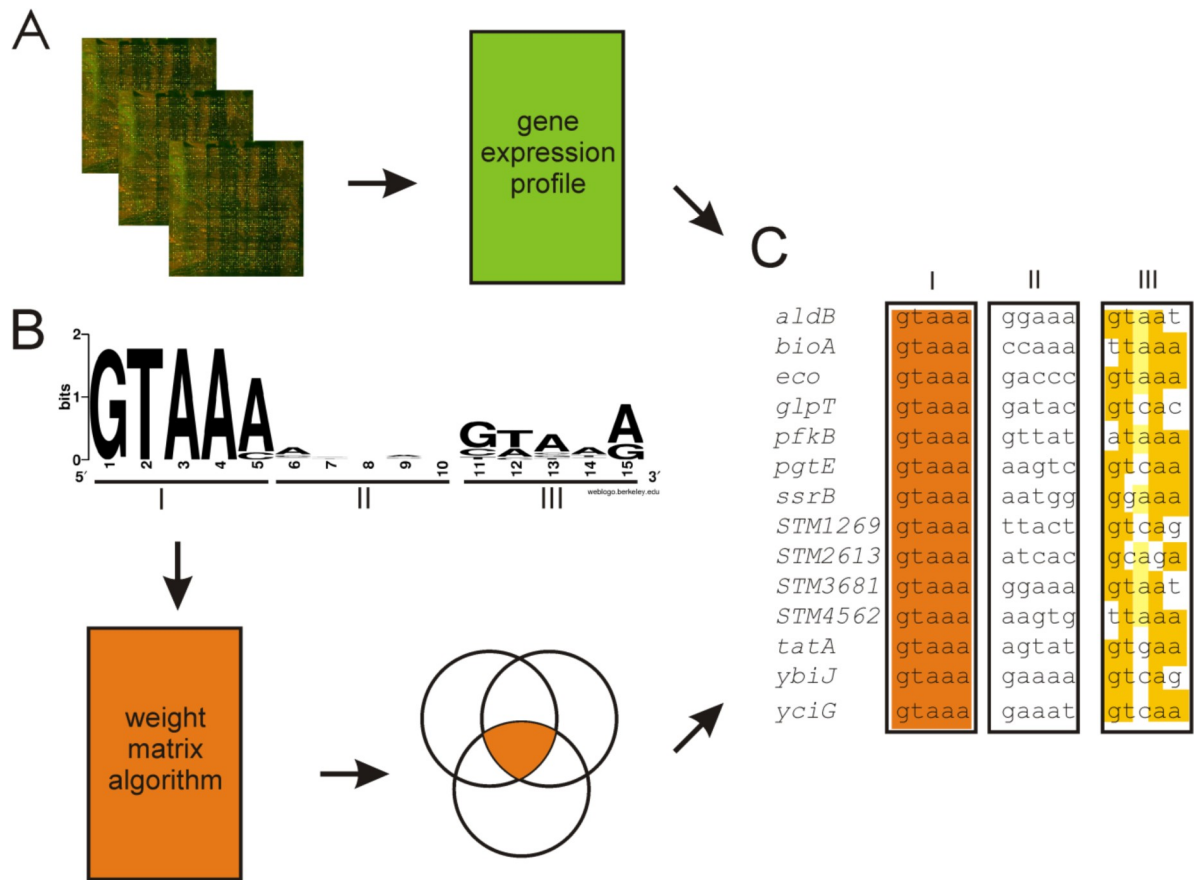 A
gene
expression
profile
C
I II III
aldB gtaaa ggaaa gtaat
bioA gtaaa ccaaa ttaaa
eco gtaaa gaccc gtaaa
glpT gtaaa gatac gtcac
pfkB gtaaa gttat ataaa
pgtE gtaaa aagtc gtcaa
ssrB gtaaa aatgg ggaaa
STM1269 gtaaa ttact gtcag
STM2613 gtaaa atcac gcaga
STM3681 gtaaa ggaaa gtaat
STM4562 gtaaa aagtg ttaaa
tatA gtaaa agtat gtgaa
ybiJ gtaaa gaaaa gtcag
yciG gtaaa gaaat gtcaa
B
2
bits
1
0
GTAAA A GTAAA
C CA G
5′ 1 2 3 4 5 6 7 8 9 10 11 12 13 14 15 3′
weblogo.berkeley.edu
I II III
weight
matrix
algorithm